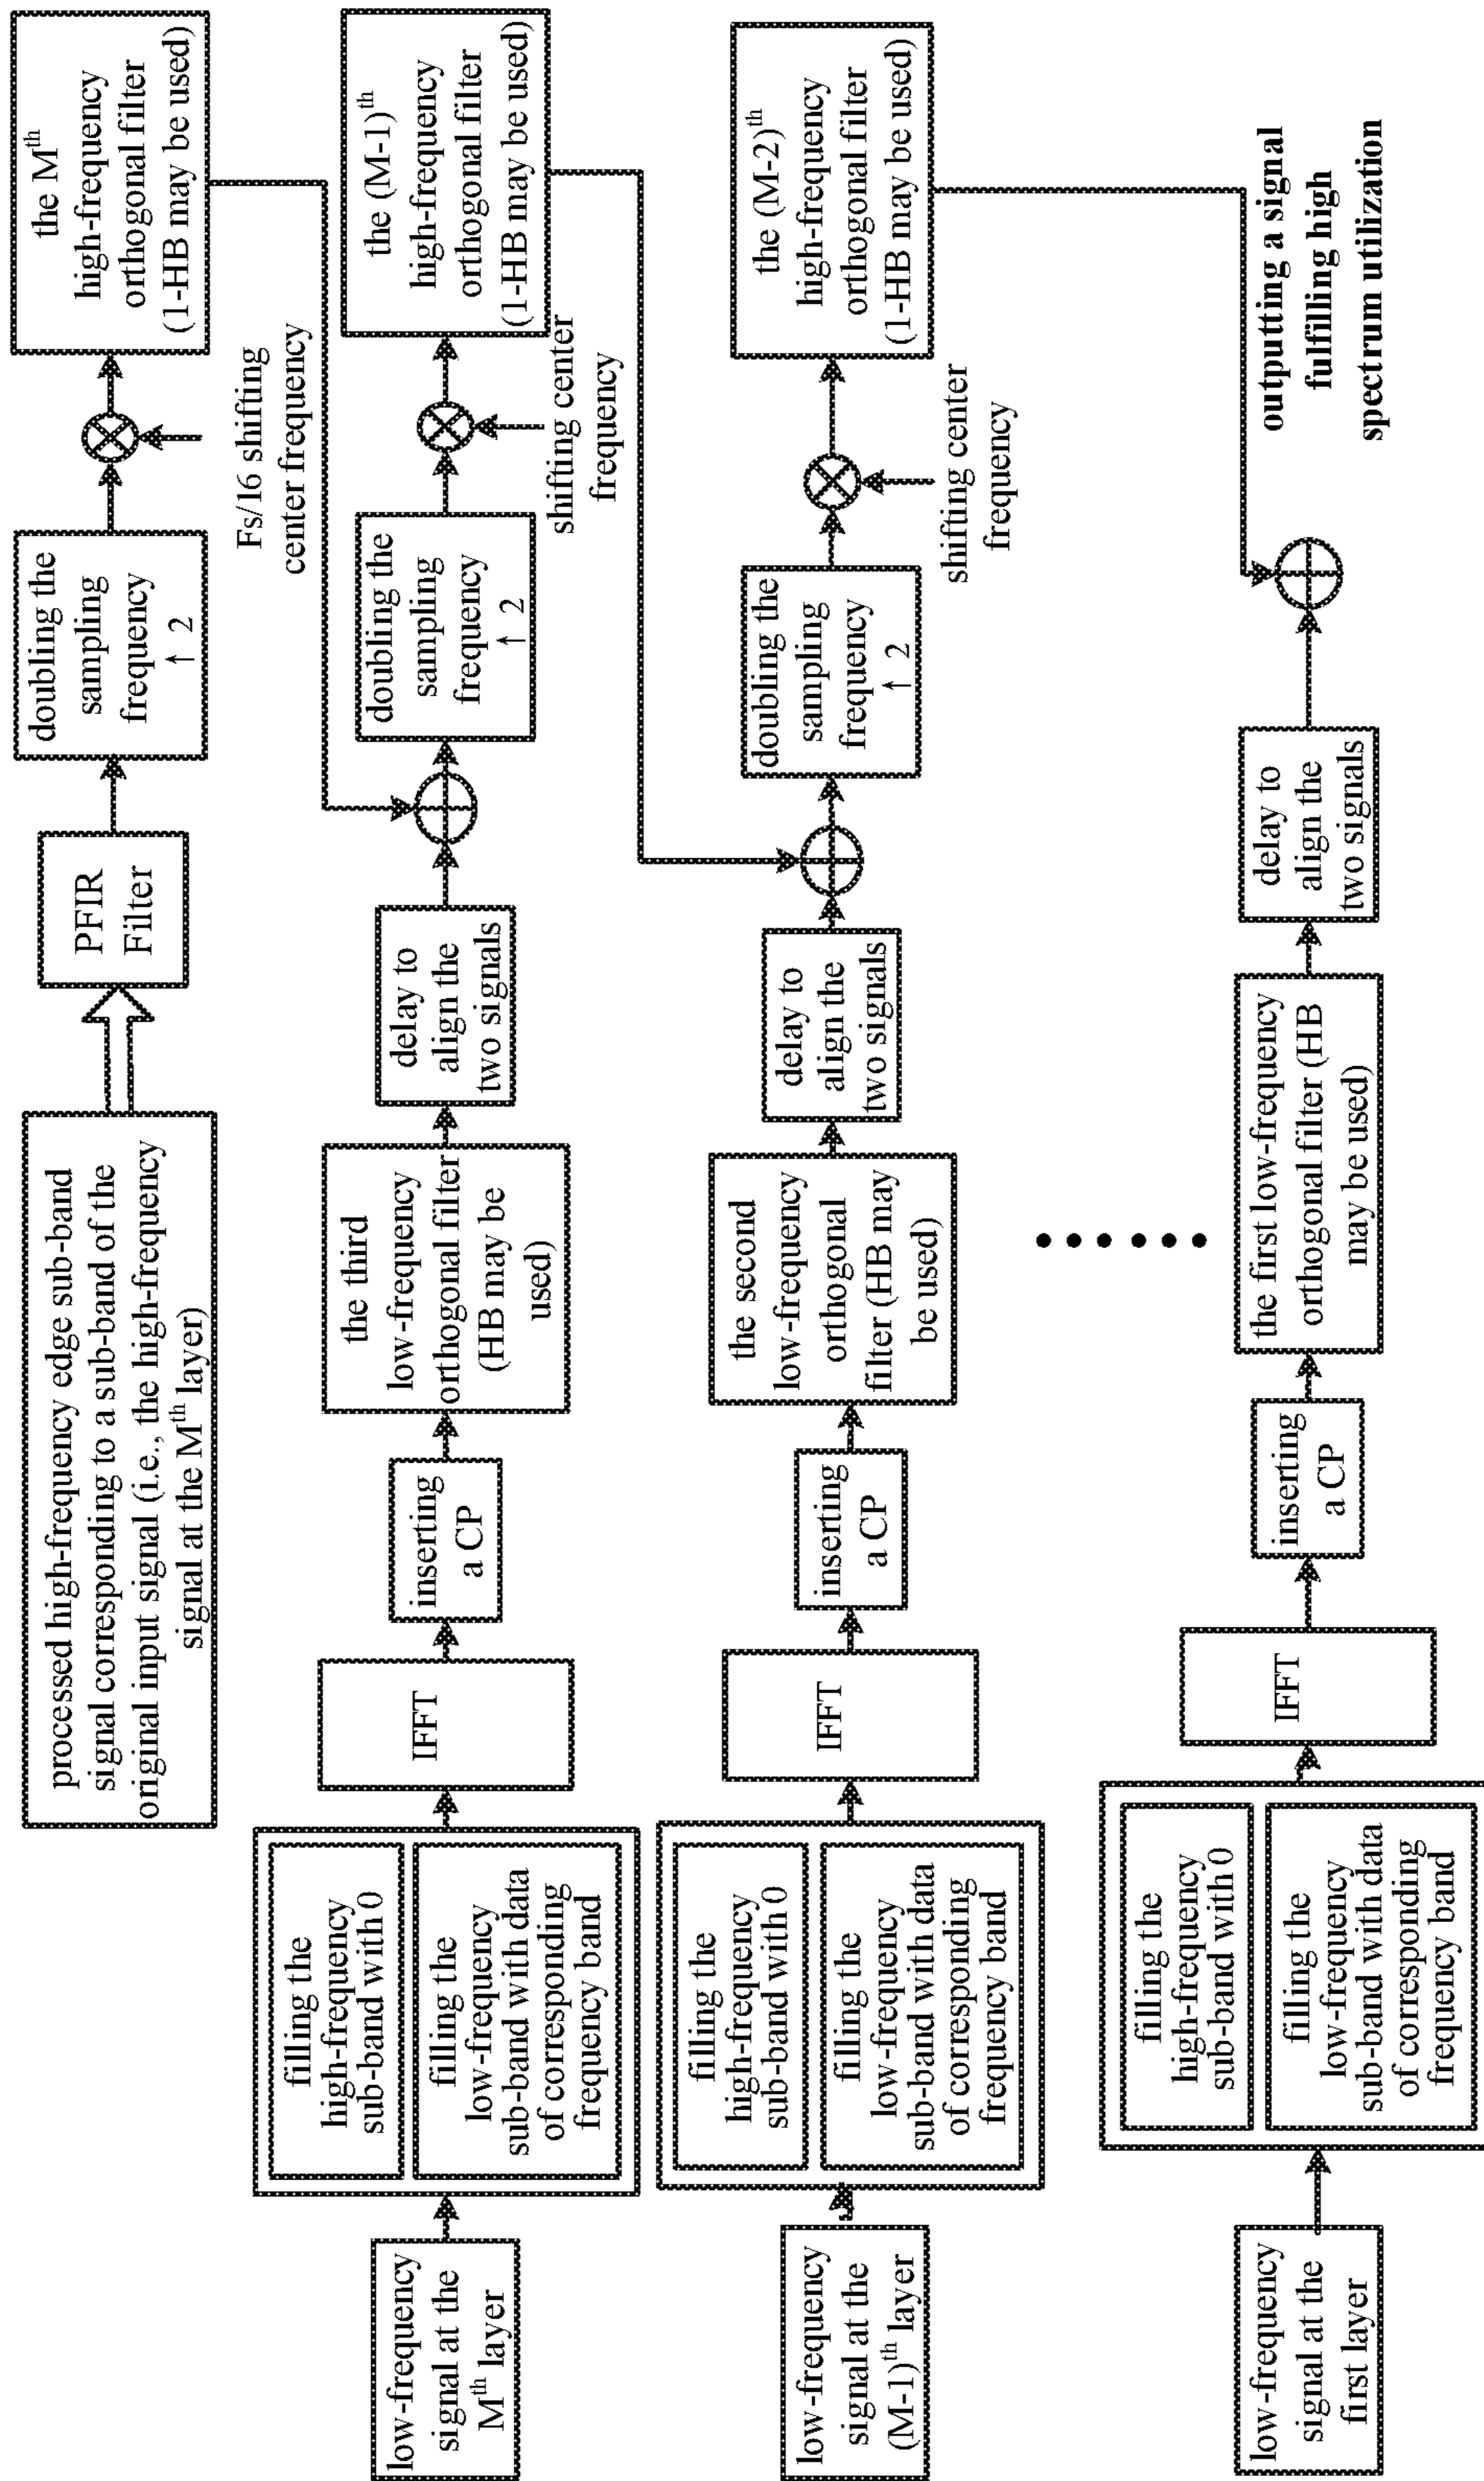 processed high-frequency edge sub-band
signal corresponding to a sub-band of the
original input signal (i.e., the high-frequency
signal at the Mth layer)
PFIR
Filter
doubling the
sampling
frequency
↑ 2
Fs/16 shifting
center frequency
the Mth
high-frequency
orthogonal filter
(1-HB may be used)
low-frequency
signal at the
Mth layer
filling the
high-frequency
sub-band with 0
filling the
low-frequency
sub-band with data
of corresponding
frequency band
IFFT
inserting
a CP
the third
low-frequency
orthogonal filter
(HB may be
used)
delay to
align the
two signals
doubling the
sampling
frequency
↑ 2
shifting center
frequency
the (M-1)th
high-frequency
orthogonal filter
(1-HB may be used)
low-frequency
signal at the
(M-1)th layer
filling the
high-frequency
sub-band with 0
filling the
low-frequency
sub-band with data
of corresponding
frequency band
IFFT
inserting
a CP
the second
low-frequency
orthogonal
filter (HB may
be used)
delay to
align the
two signals
doubling the
sampling
frequency
↑ 2
shifting center
frequency
the (M-2)th
high-frequency
orthogonal filter
(1-HB may be used)
low-frequency
signal at the
first layer
filling the
high-frequency
sub-band with 0
filling the
low-frequency
sub-band with data
of corresponding
frequency band
IFFT
inserting
a CP
the first low-frequency
orthogonal filter (HB
may be used)
delay to
align the
two signals
outputting a signal
fulfilling high
spectrum utilization